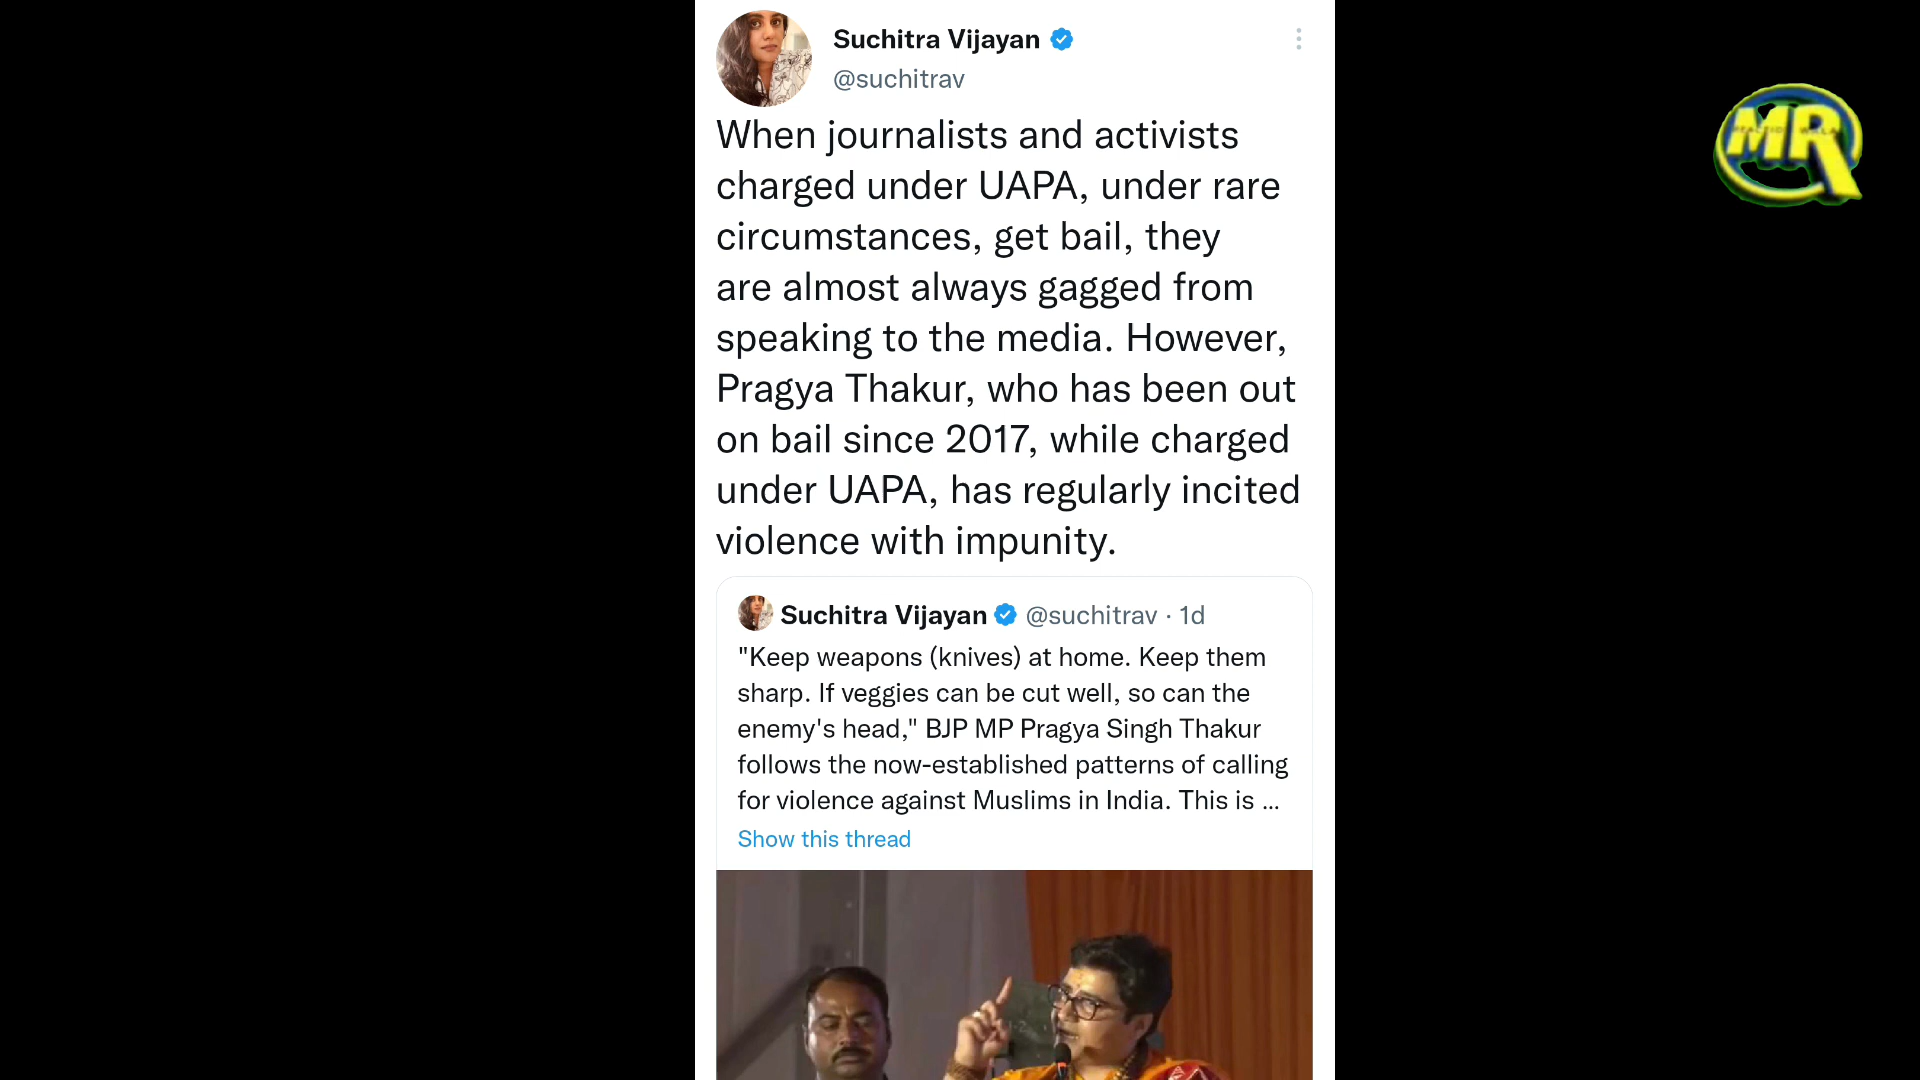 Suchitra Vijayan
@suchitrav
When journalists and activists
charged under UAPA, under rare
circumstances, get bail, they
are almost always gagged from
speaking to the media. However,
Pragya Thakur, who has been out
on bail since 2017, while charged
under UAPA, has regularly incited
violence with impunity.
Suchitra Vijayan @suchitrav · 1d
"Keep weapons (knives) at home. Keep them
sharp. If veggies can be cut well, so can the
enemy's head," BJP MP Pragya Singh Thakur
follows the now-established patterns of calling
for violence against Muslims in India. This is ...
Show this thread
MR
REACTION WALA